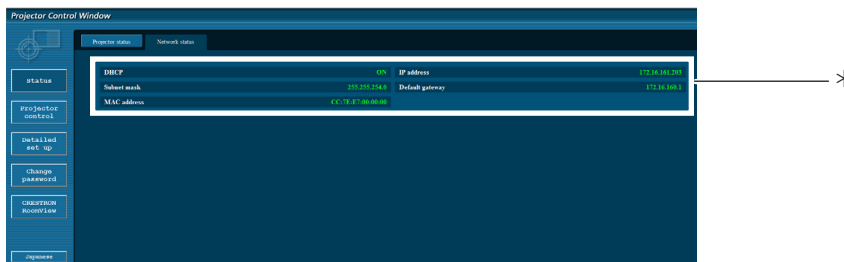 Projector Control Window
Projector status Network status
Status
Projector control
Detailed set up
Change password
CRESTRON RoomView
Japanese
DHCP ON IP address 172.16.161.203
Subnet mask 255.255.254.0 Default gateway 172.16.160.1
MAC address CC:7E:E7:00:00:00